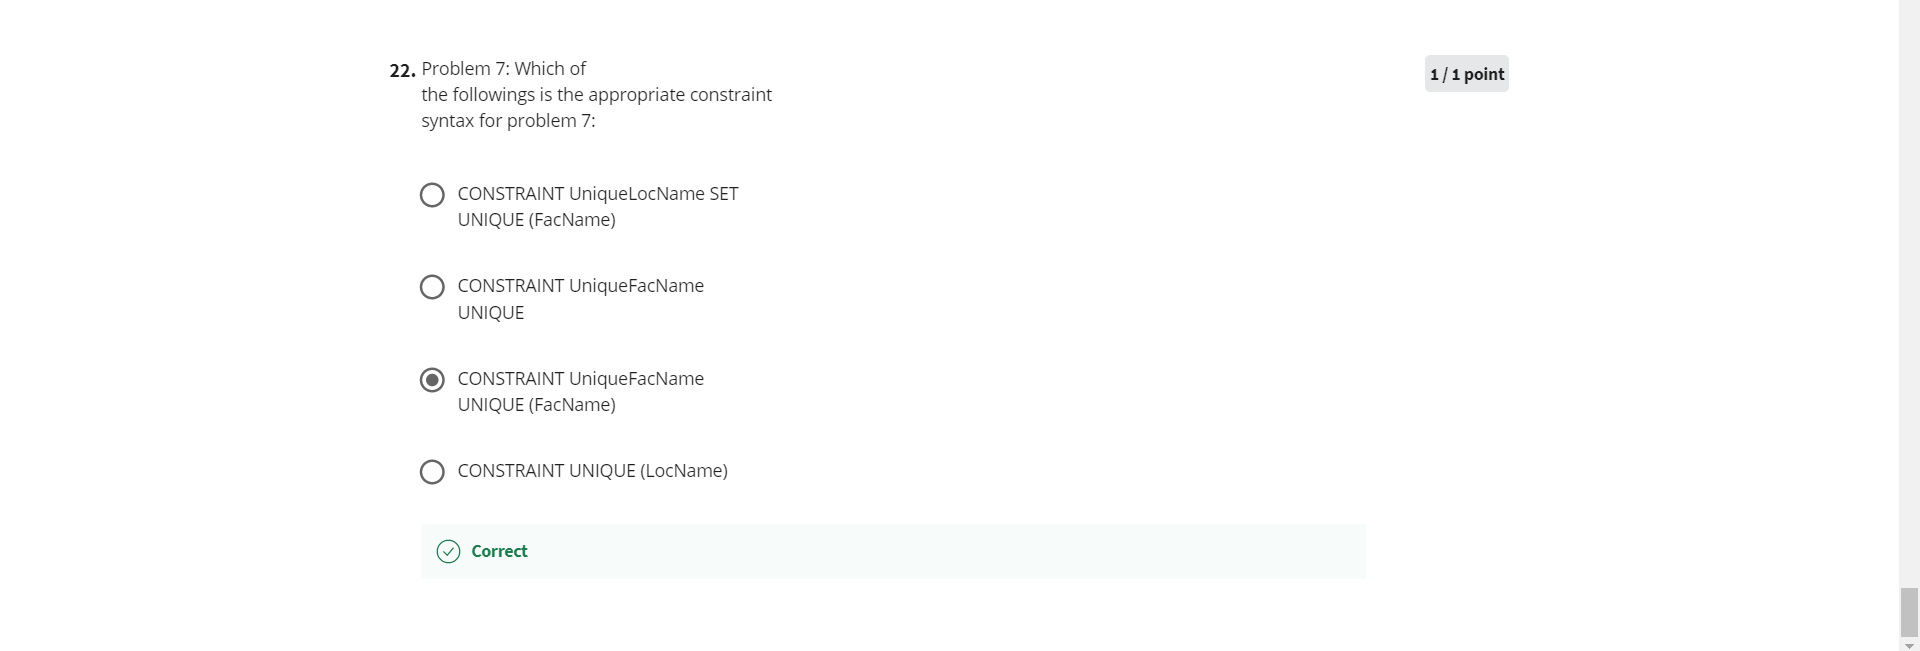 22. Problem 7: Which of
the followings is the appropriate constraint
syntax for problem 7:
1 / 1 point
CONSTRAINT UniqueLocName SET
UNIQUE (FacName)
CONSTRAINT UniqueFacName
UNIQUE
CONSTRAINT UniqueFacName
UNIQUE (FacName)
CONSTRAINT UNIQUE (LocName)
Correct